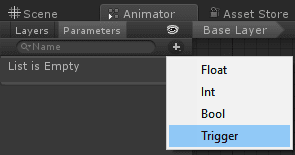 Scene Animator Asset Store
Layers Parameters Base Layer
Name
List is Empty
Float
Int
Bool
Trigger